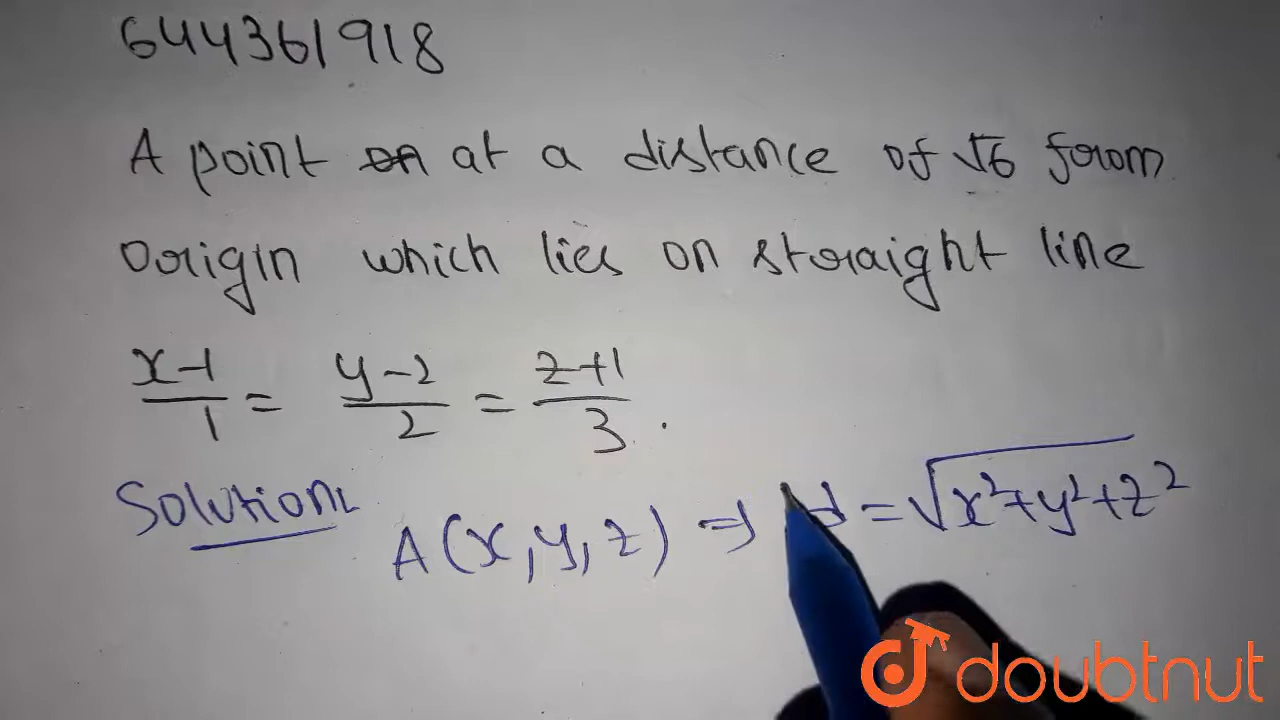 644361918
A point at a distance of √6 from
origin which lies on straight line
x-1/1 = y-2/2 = z+1/3.
Solution:
A(x,y,z) ⇒ d = √x²+y²+z²
doubtnut